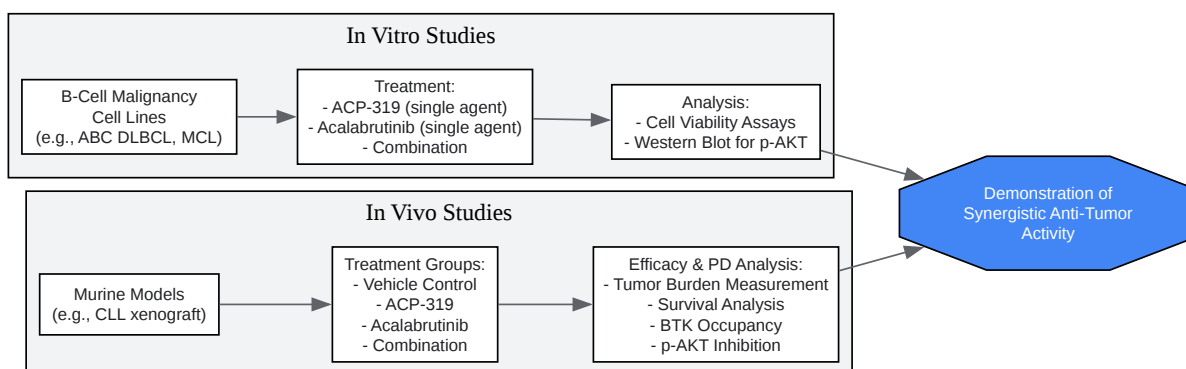 In Vitro Studies
B-Cell Malignancy
Cell Lines
(e.g., ABC DLBCL, MCL)
Treatment:
- ACP-319 (single agent)
- Acalabrutinib (single agent)
- Combination
Analysis:
- Cell Viability Assays
- Western Blot for p-AKT
Demonstration of
Synergistic Anti-Tumor
Activity
In Vivo Studies
Murine Models
(e.g., CLL xenograft)
Treatment Groups:
- Vehicle Control
- ACP-319
- Acalabrutinib
- Combination
Efficacy & PD Analysis:
- Tumor Burden Measurement
- Survival Analysis
- BTK Occupancy
- p-AKT Inhibition